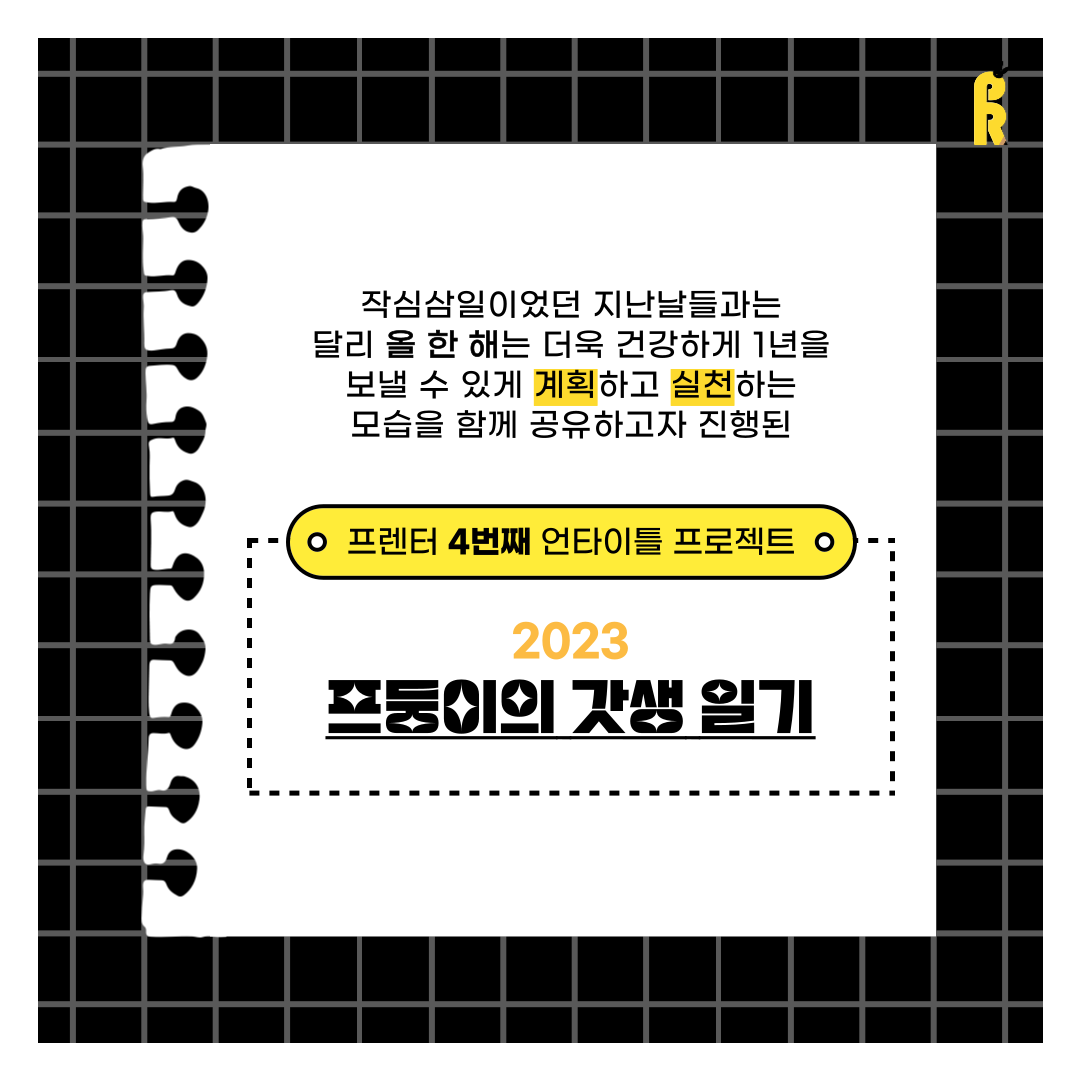 작심삼일이었던 지난날들과는
달리 올 한 해는 더욱 건강하게 1년을
보낼 수 있게 계획하고 실천하는
모습을 함께 공유하고자 진행된
프렌터 4번째 언타이틀 프로젝트
2023
프둥이의 갓생 일기
PR